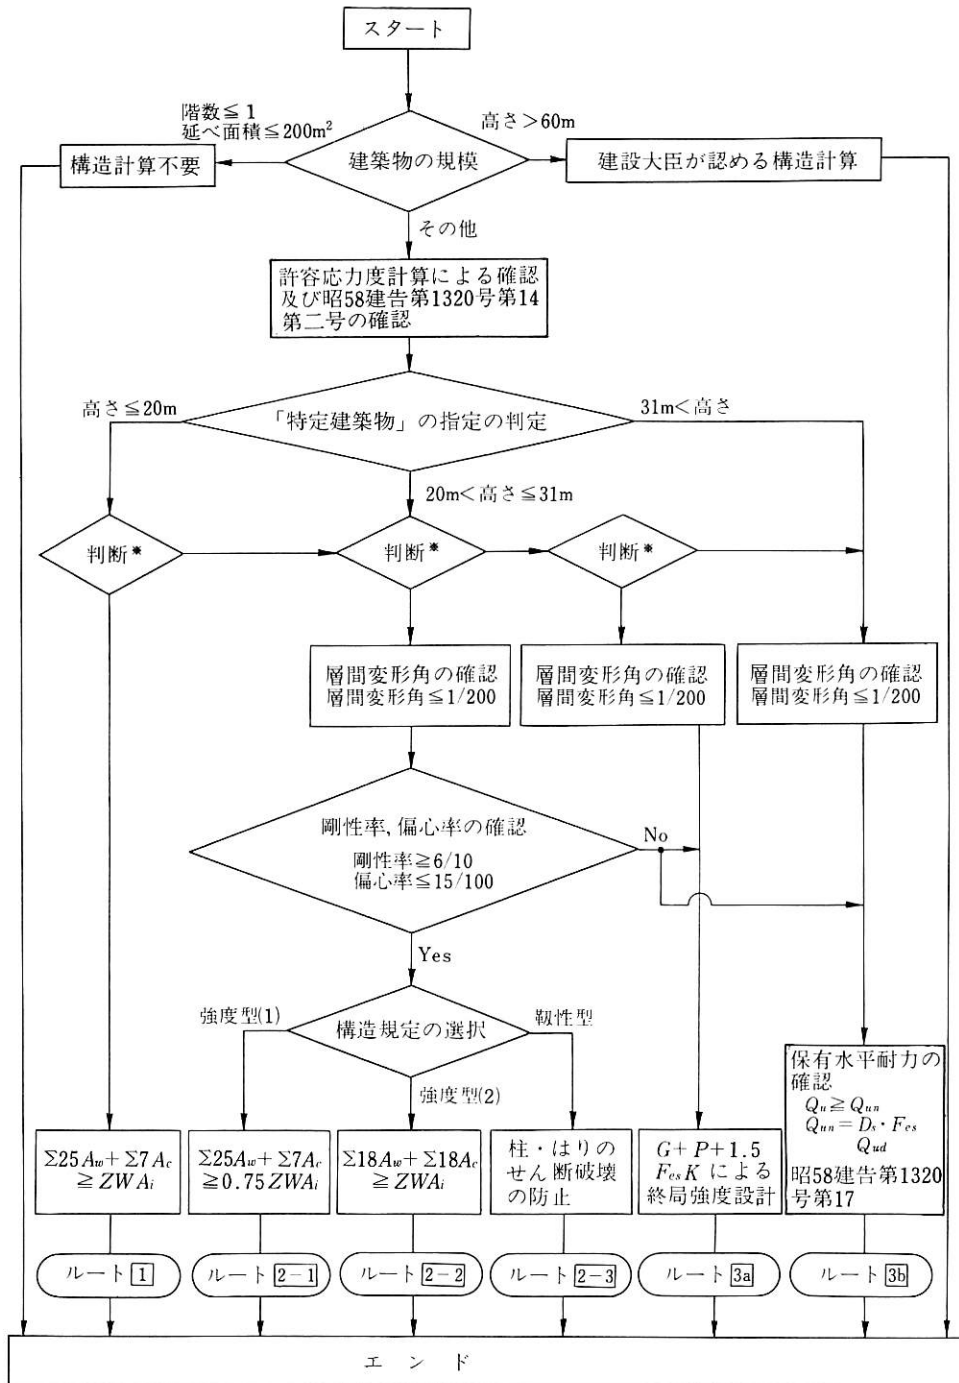 スタート
階数≦1
延べ面積≦200m²
高さ>60m
構造計算不要
建築物の規模
建設大臣が認める構造計算
その他
許容応力度計算による確認
及び昭58建告第1320号第14
第二号の確認
高さ≦20m
「特定建築物」の指定の判定
31m<高さ
20m<高さ≦31m
判断※
判断※
判断※
層間変形角の確認
層間変形角≦1/200
層間変形角の確認
層間変形角≦1/200
層間変形角の確認
層間変形角≦1/200
剛性率,偏心率の確認
剛性率≧6/10
偏心率≦15/100
No
Yes
強度型(1)
構造規定の選択
靱性型
強度型(2)
Σ25Aw+Σ7Ac
≧ZWAi
Σ25Aw+Σ7Ac
≧0.75ZWAi
Σ18Aw+Σ18Ac
≧ZWAi
柱・はりの
せん断破壊
の防止
G+P+1.5
FesKによる
終局強度設計
保有水平耐力の
確認
Qu≧Qun
Qun=Ds・Fes
Qud
昭58建告第1320
号第17
ルート 1
ルート 2-1
ルート 2-2
ルート 2-3
ルート 3a
ルート 3b
エンド